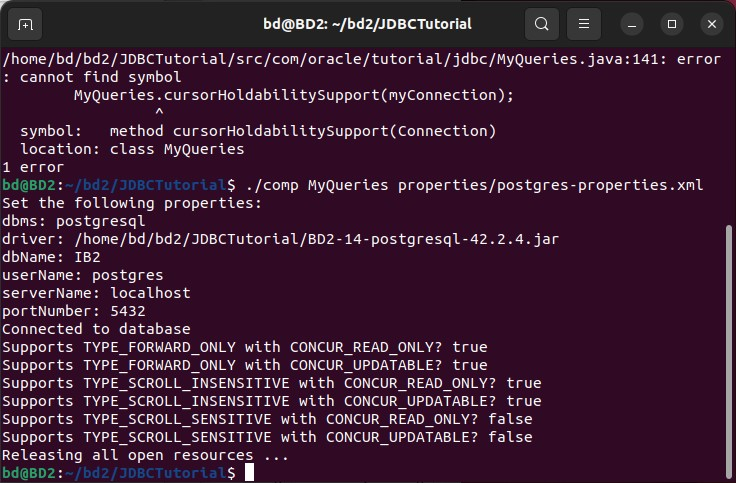 bd@BD2: ~/bd2/JDBCTutorial
/home/bd/bd2/JDBCTutorial/src/com/oracle/tutorial/jdbc/MyQueries.java:141: error
: cannot find symbol
        MyQueries.cursorHoldabilitySupport(myConnection);
                 ^
  symbol:   method cursorHoldabilitySupport(Connection)
  location: class MyQueries
1 error
bd@BD2:~/bd2/JDBCTutorial$ ./comp MyQueries properties/postgres-properties.xml
Set the following properties:
dbms: postgresql
driver: /home/bd/bd2/JDBCTutorial/BD2-14-postgresql-42.2.4.jar
dbName: IB2
userName: postgres
serverName: localhost
portNumber: 5432
Connected to database
Supports TYPE_FORWARD_ONLY with CONCUR_READ_ONLY? true
Supports TYPE_FORWARD_ONLY with CONCUR_UPDATABLE? true
Supports TYPE_SCROLL_INSENSITIVE with CONCUR_READ_ONLY? true
Supports TYPE_SCROLL_INSENSITIVE with CONCUR_UPDATABLE? true
Supports TYPE_SCROLL_SENSITIVE with CONCUR_READ_ONLY? false
Supports TYPE_SCROLL_SENSITIVE with CONCUR_UPDATABLE? false
Releasing all open resources ...
bd@BD2:~/bd2/JDBCTutorial$